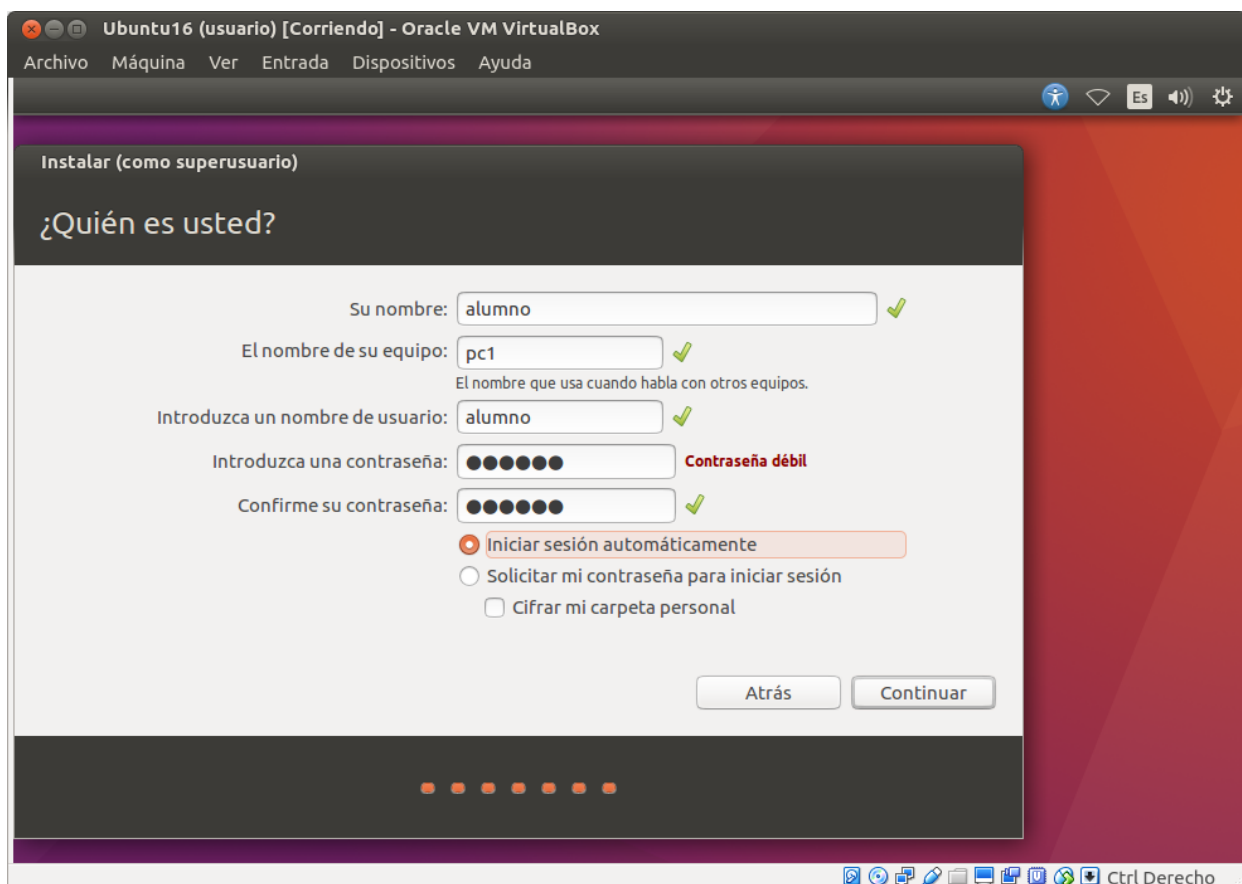 Ubuntu16 (usuario) [Corriendo] - Oracle VM VirtualBox
Archivo Máquina Ver Entrada Dispositivos Ayuda
Es
Instalar (como superusuario)
¿Quién es usted?
Su nombre: alumno
El nombre de su equipo: pc1
El nombre que usa cuando habla con otros equipos.
Introduzca un nombre de usuario: alumno
Introduzca una contraseña: ●●●●●● Contraseña débil
Confirme su contraseña: ●●●●●●
Iniciar sesión automáticamente
Solicitar mi contraseña para iniciar sesión
Cifrar mi carpeta personal
Atrás Continuar
Ctrl Derecho